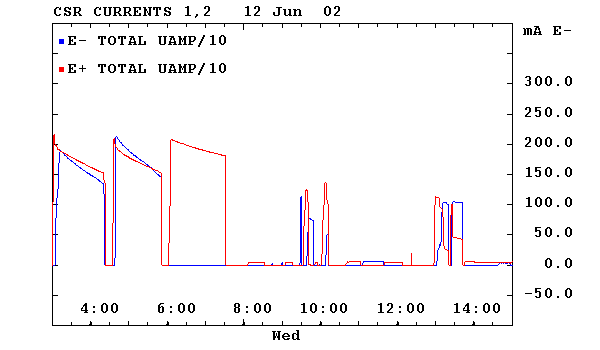 CSR CURRENTS 1,2 12 Jun 02
mA E-
E- TOTAL UAMP/10
E+ TOTAL UAMP/10
300.0
250.0
200.0
150.0
100.0
50.0
0.0
-50.0
4:00 6:00 8:00 10:00 12:00 14:00
Wed